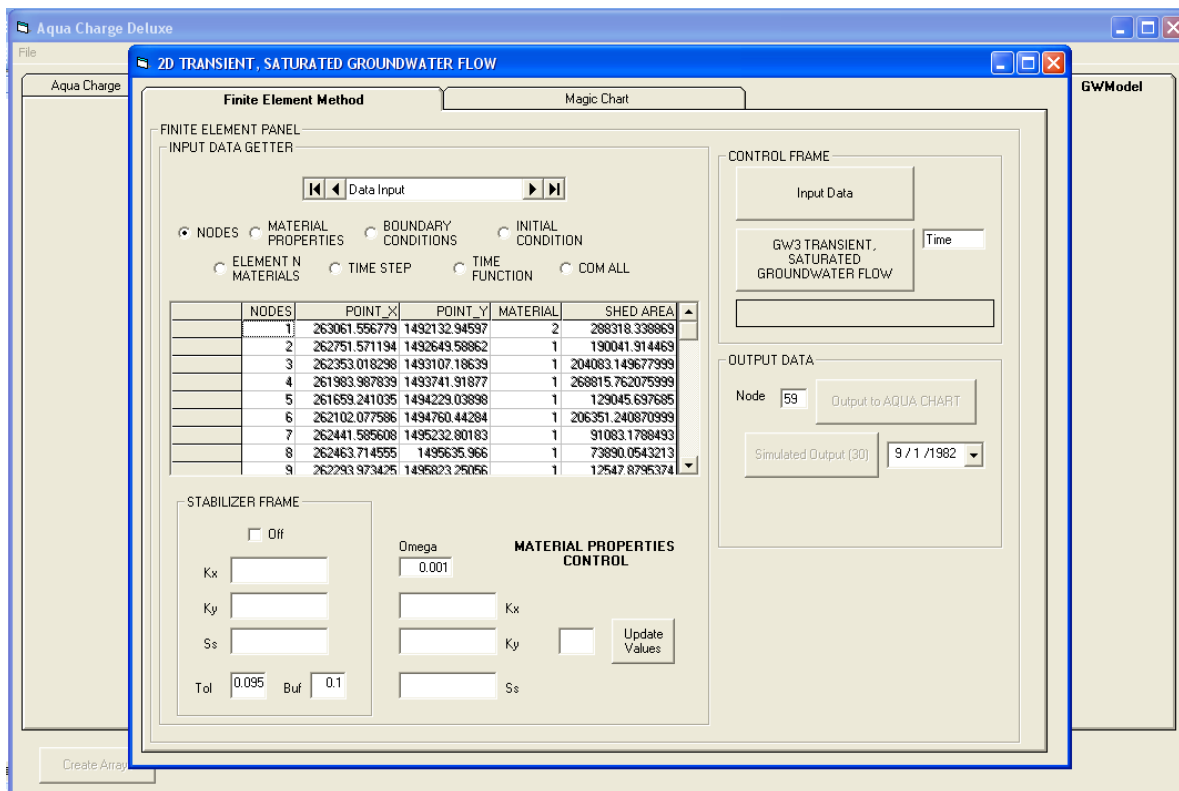 Aqua Charge Deluxe
File
2D TRANSIENT, SATURATED GROUNDWATER FLOW
Aqua Charge
GWModel
Finite Element Method
Magic Chart
FINITE ELEMENT PANEL
INPUT DATA GETTER
Data Input
NODES
MATERIAL
PROPERTIES
BOUNDARY
CONDITIONS
INITIAL
CONDITION
ELEMENT N
MATERIALS
TIME STEP
TIME
FUNCTION
COM ALL
NODES POINT_X POINT_Y MATERIAL SHED AREA
1 263061.556779 1492132.94597 2 288318.338869
2 262751.571194 1492649.58862 1 190041.914469
3 262353.018298 1493107.18639 1 204083.149677999
4 261983.987839 1493741.91877 1 268815.762075999
5 261659.241035 1494229.03898 1 129045.697685
6 262102.077586 1494760.44284 1 206351.240870999
7 262441.585608 1495232.80183 1 91083.1788493
8 262463.714555 1495635.966 1 73890.0543213
9 262293.973425 1495823.25056 1 12547.8795374
STABILIZER FRAME
Off
Kx
Ky
Ss
Tol 0.095 Buf 0.1
Omega
0.001
MATERIAL PROPERTIES
CONTROL
Kx
Ky
Update
Values
Ss
CONTROL FRAME
Input Data
GW3 TRANSIENT,
SATURATED
GROUNDWATER FLOW
Time
OUTPUT DATA
Node 59 Output to AQUA CHART
Simulated Output (30) 9 / 1 /1982
Create Array